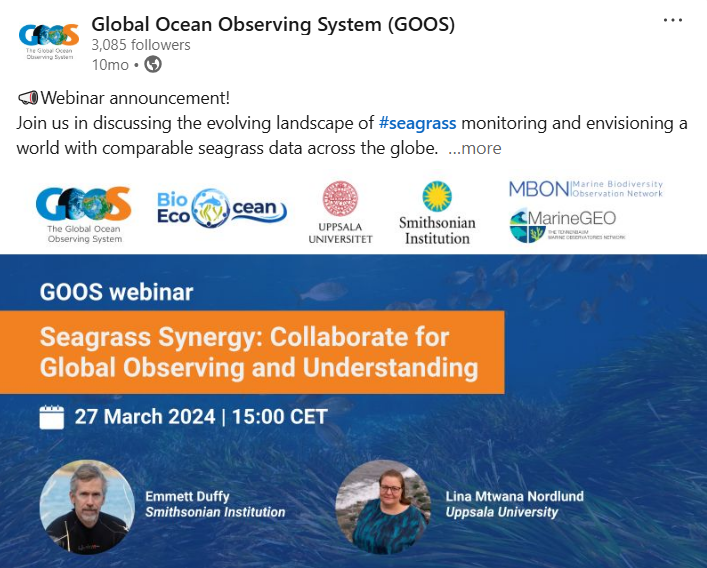 Global Ocean Observing System (GOOS)
3,085 followers
10mo •
Webinar announcement!
Join us in discussing the evolving landscape of #seagrass monitoring and envisioning a
world with comparable seagrass data across the globe. ...more
GOOS
The Global Ocean
Observing System
GOOS
The Global Ocean
Observing System
Bio
Eco Ocean
UPPSALA
UNIVERSITET
Smithsonian
Institution
MBON Marine Biodiversity
Observation Network
MarineGEO
THE TENNENBAUM
MARINE OBSERVATORIES NETWORK
GOOS webinar
Seagrass Synergy: Collaborate for
Global Observing and Understanding
27 March 2024 | 15:00 CET
Emmett Duffy
Smithsonian Institution
Lina Mtwana Nordlund
Uppsala University